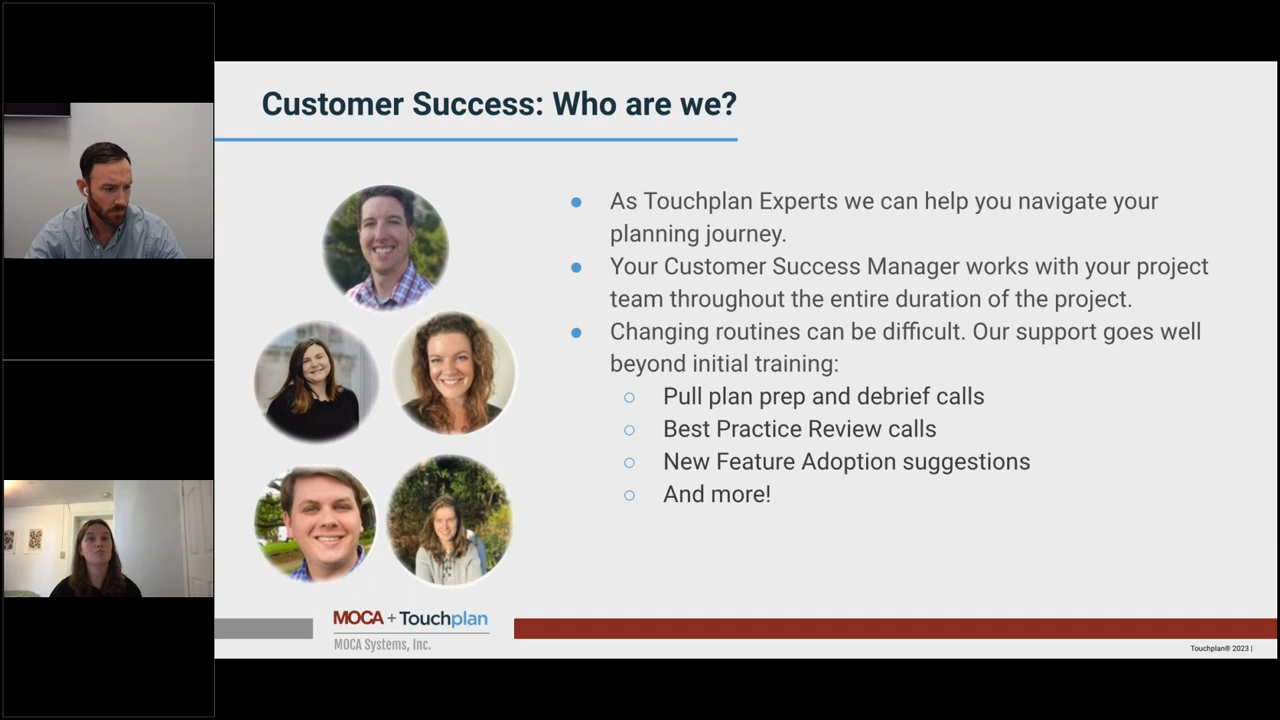 Customer Success: Who are we?
● As Touchplan Experts we can help you navigate your
planning journey.
● Your Customer Success Manager works with your project
team throughout the entire duration of the project.
● Changing routines can be difficult. Our support goes well
beyond initial training:
○ Pull plan prep and debrief calls
○ Best Practice Review calls
○ New Feature Adoption suggestions
○ And more!
MOCA + Touchplan
MOCA Systems, Inc.
Touchplan® 2023 |